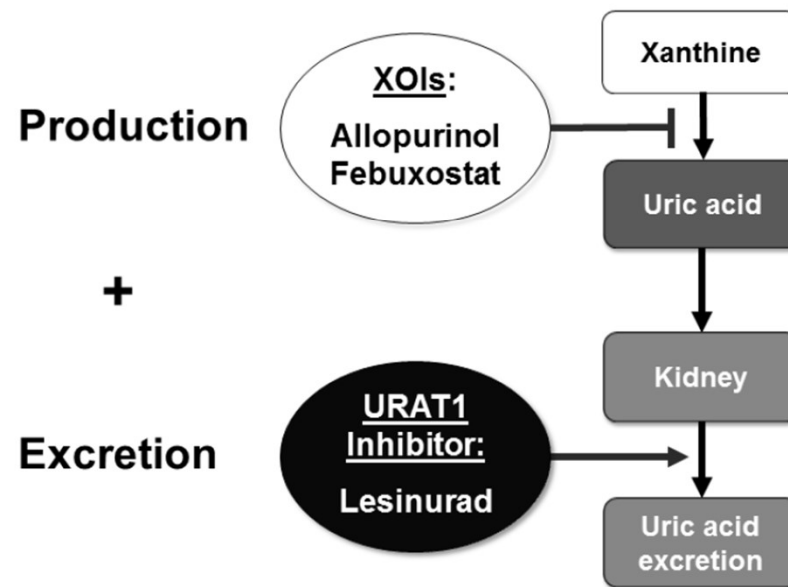 Production
XOIs:
Allopurinol
Febuxostat
Xanthine
Uric acid
+
Kidney
Excretion
URAT1
Inhibitor:
Lesinurad
Uric acid
excretion